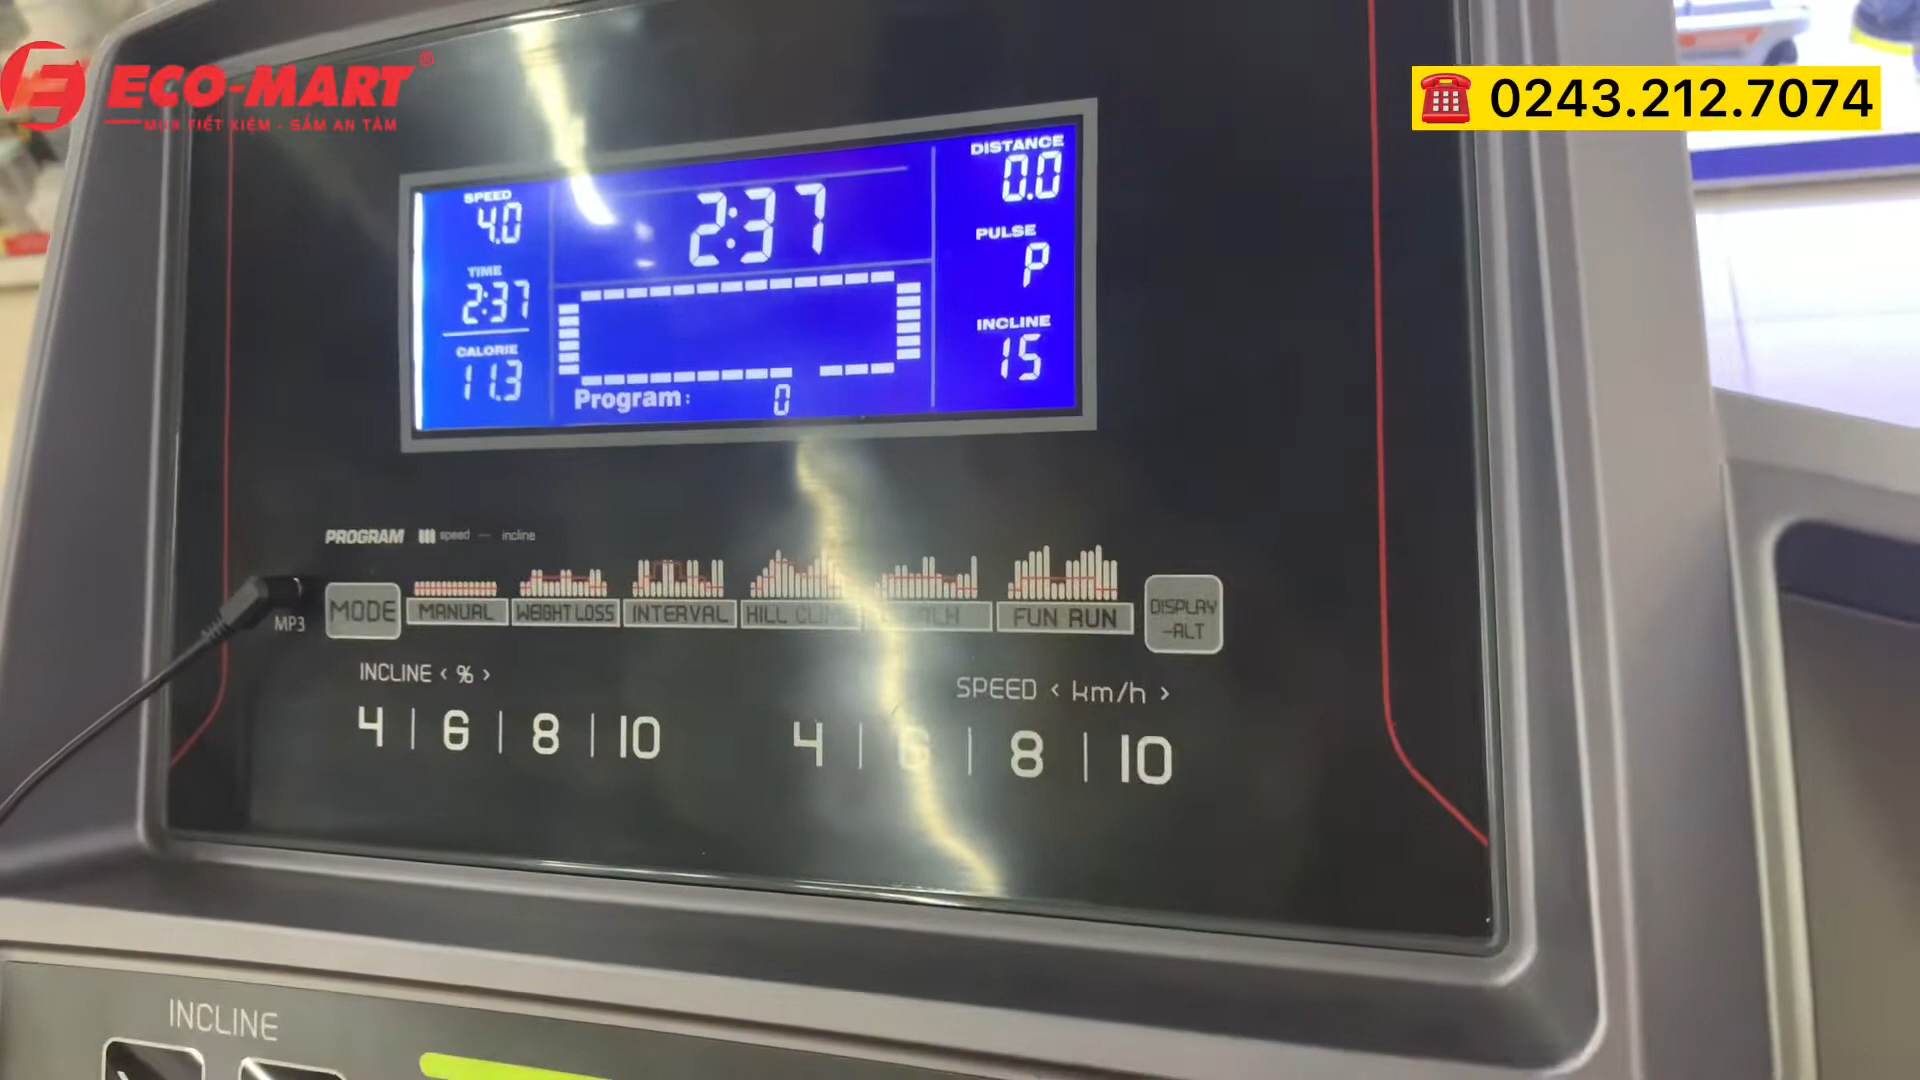 ECO-MART®
MUA TIẾT KIỆM - SẮM AN TÂM
☎ 0243.212.7074
SPEED
4.0
TIME
2:37
CALORIE
11.3
2:37
Program: 0
DISTANCE
0.0
PULSE
P
INCLINE
15
PROGRAM speed — incline
MP3
MODE
MANUAL
WEIGHT LOSS
INTERVAL
HILL
FUN RUN
DISPLAY
-ALT
INCLINE < % >
4 | 6 | 8 | 10
SPEED < km/h >
4 | 6 | 8 | 10
INCLINE